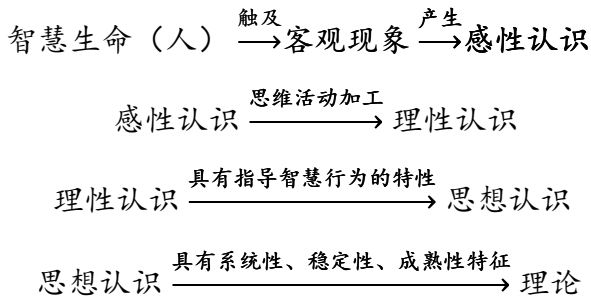 智慧生命（人） 触及 客观现象 产生 感性认识
感性认识 思维活动加工 理性认识
理性认识 具有指导智慧行为的特性 思想认识
思想认识 具有系统性、稳定性、成熟性特征 理论